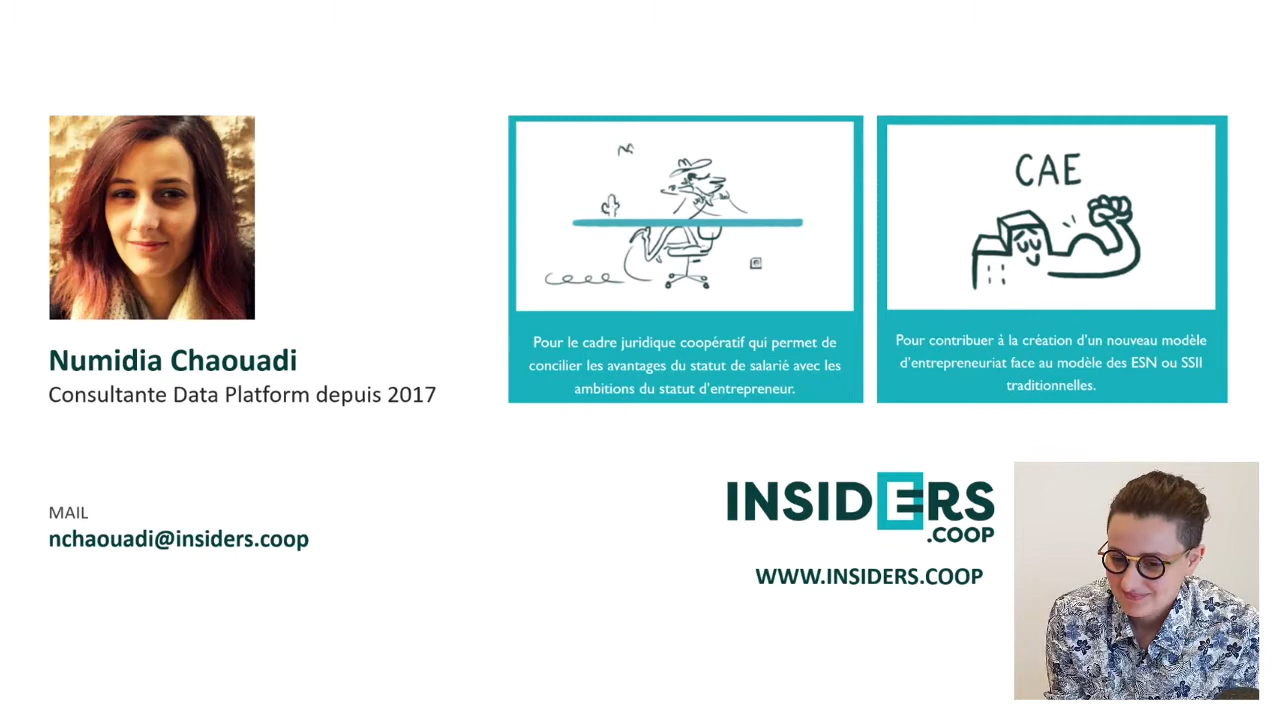 Numidia Chaouadi
Consultante Data Platform depuis 2017
MAIL
nchaouadi@insiders.coop
Pour le cadre juridique coopératif qui permet de
concilier les avantages du statut de salarié avec les
ambitions du statut d'entrepreneur.
CAE
Pour contribuer à la création d'un nouveau modèle
d'entrepreneuriat face au modèle des ESN ou SSII
traditionnelles.
INSIDERS
.COOP
WWW.INSIDERS.COOP